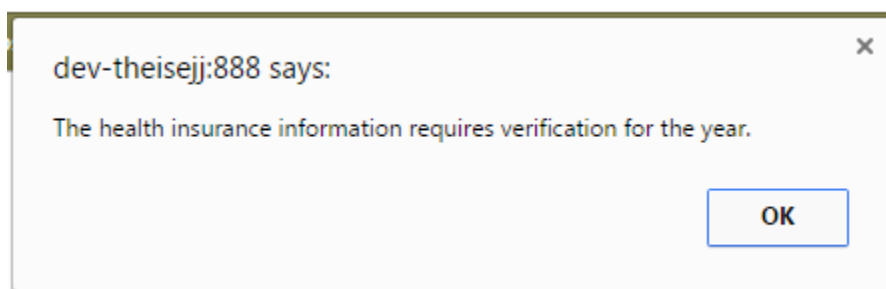 dev-theisejj:888 says:
The health insurance information requires verification for the year.
OK